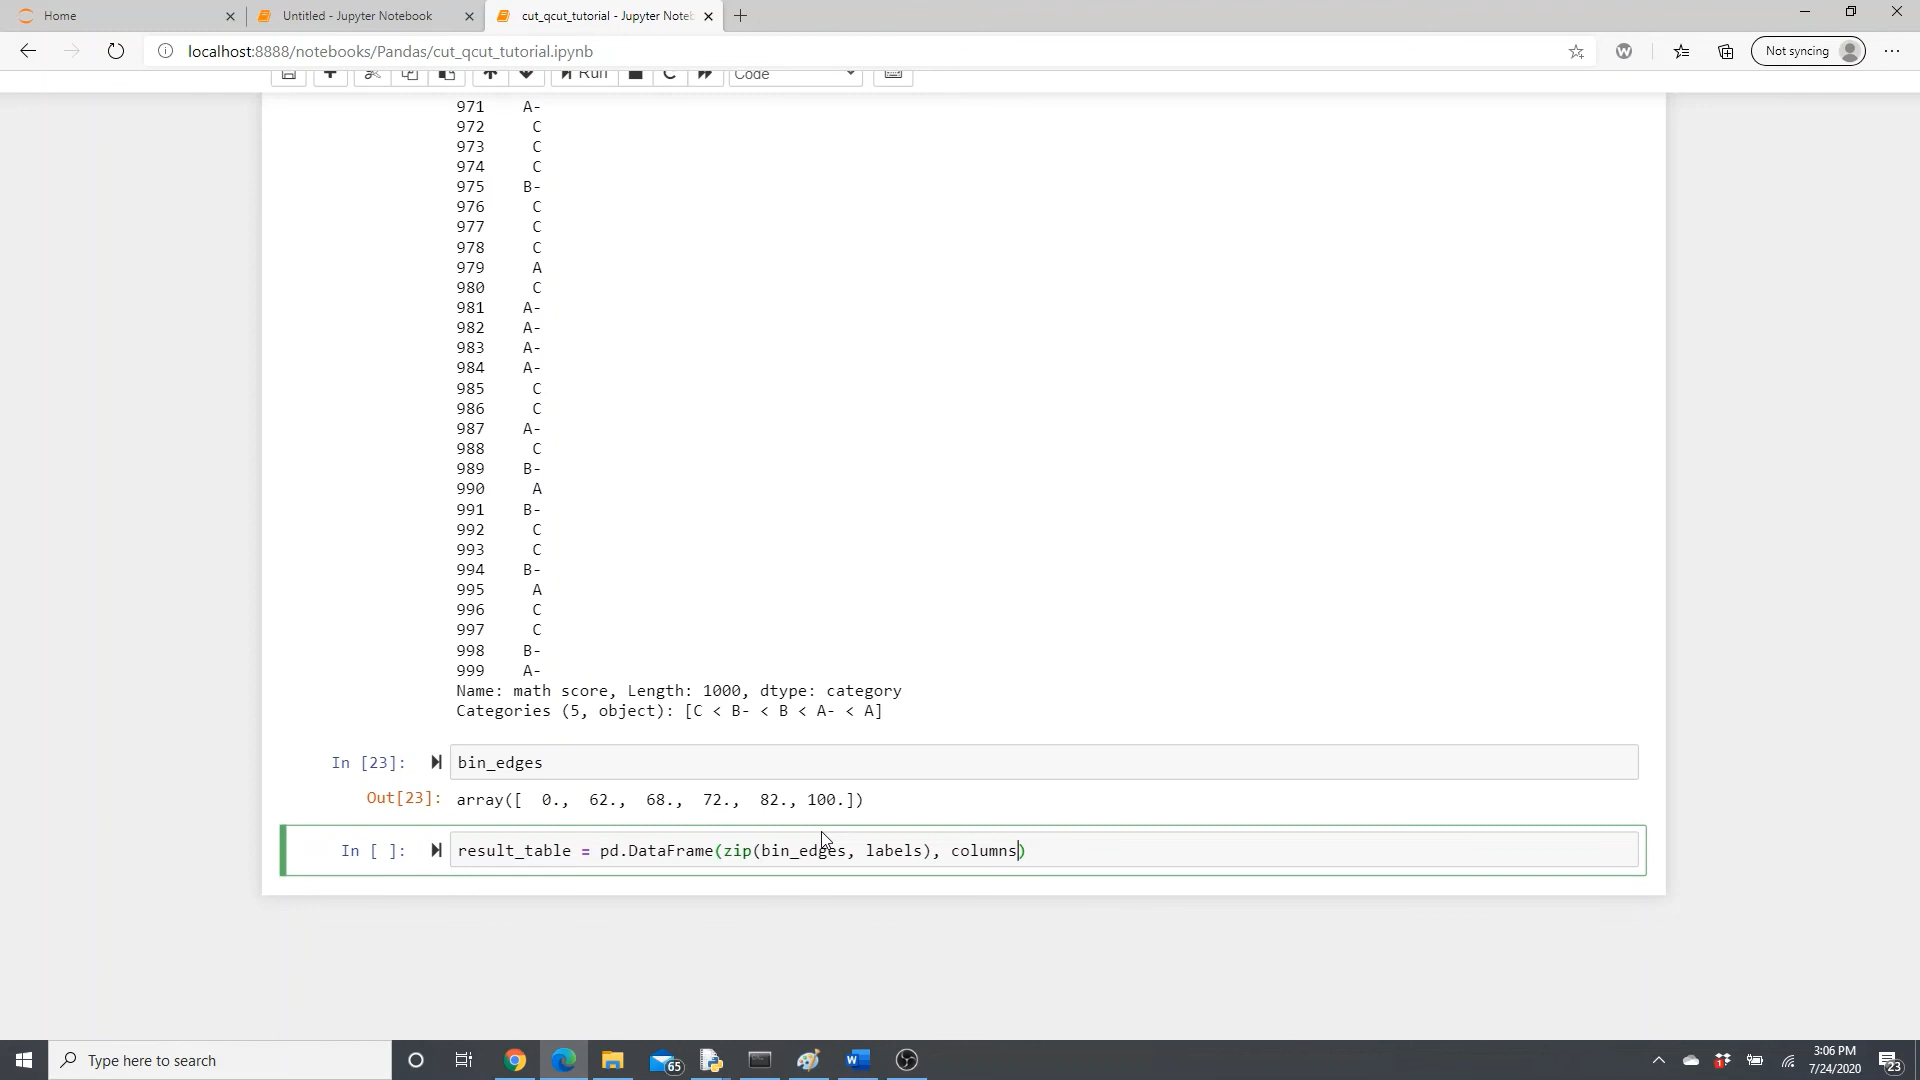 Home
Untitled - Jupyter Notebook
cut_qcut_tutorial - Jupyter Note
localhost:8888/notebooks/Pandas/cut_qcut_tutorial.ipynb
Not syncing
Run
Code
971 A-
972 C
973 C
974 C
975 B-
976 C
977 C
978 C
979 A
980 C
981 A-
982 A-
983 A-
984 A-
985 C
986 C
987 A-
988 C
989 B-
990 A
991 B-
992 C
993 C
994 B-
995 A
996 C
997 C
998 B-
999 A-
Name: math score, Length: 1000, dtype: category
Categories (5, object): [C < B- < B < A- < A]
In [23]: bin_edges
Out[23]: array([ 0., 62., 68., 72., 82., 100.])
In [ ]: result_table = pd.DataFrame(zip(bin_edges, labels), columns)
Type here to search
65
1
3:06 PM
7/24/2020
23